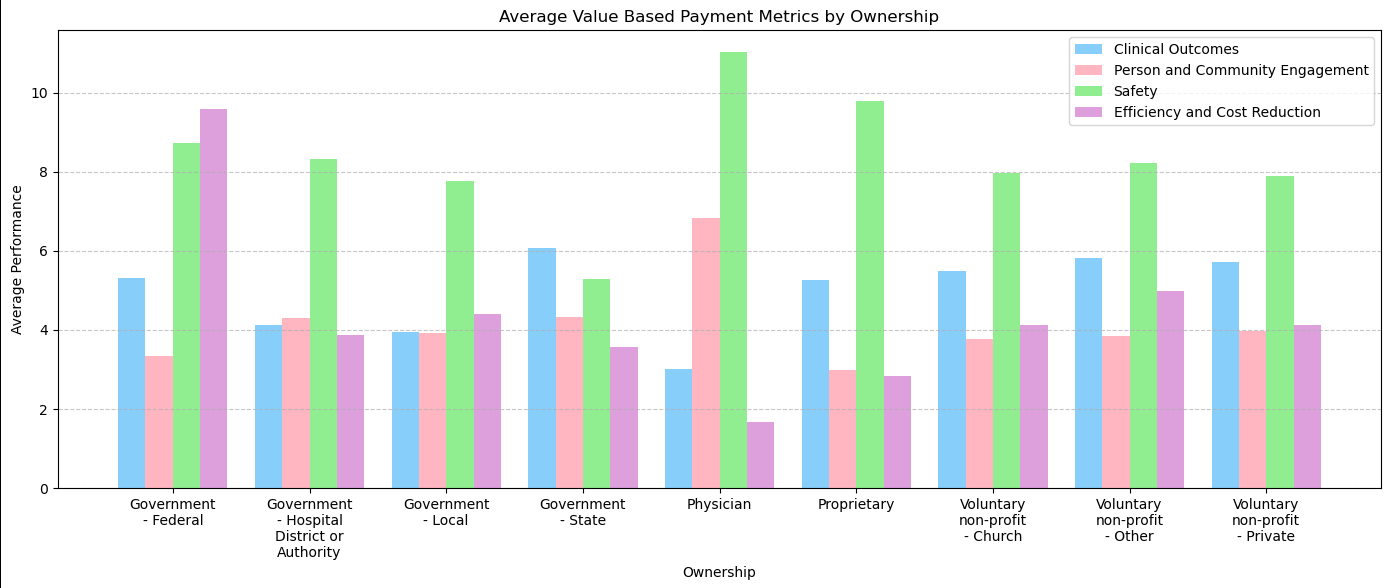 Average Value Based Payment Metrics by Ownership
Clinical Outcomes
Person and Community Engagement
Safety
Efficiency and Cost Reduction
Average Performance
10
8
6
4
2
0
Government
- Federal
Government
- Hospital
District or
Authority
Government
- Local
Government
- State
Physician
Proprietary
Voluntary
non-profit
- Church
Voluntary
non-profit
- Other
Voluntary
non-profit
- Private
Ownership